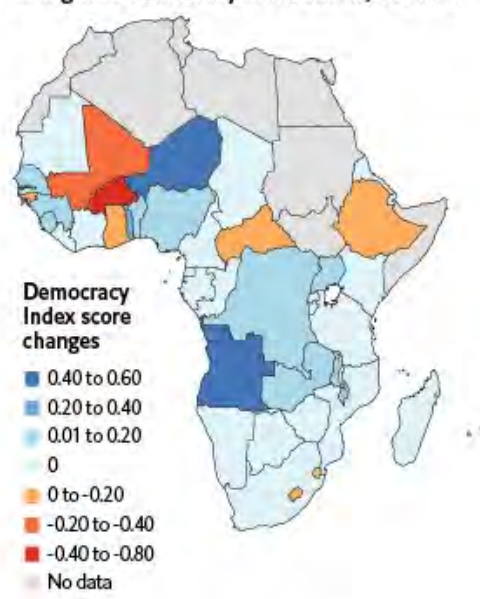 Democracy
Index score
changes
0.40 to 0.60
0.20 to 0.40
0.01 to 0.20
0
0 to -0.20
-0.20 to -0.40
-0.40 to -0.80
No data